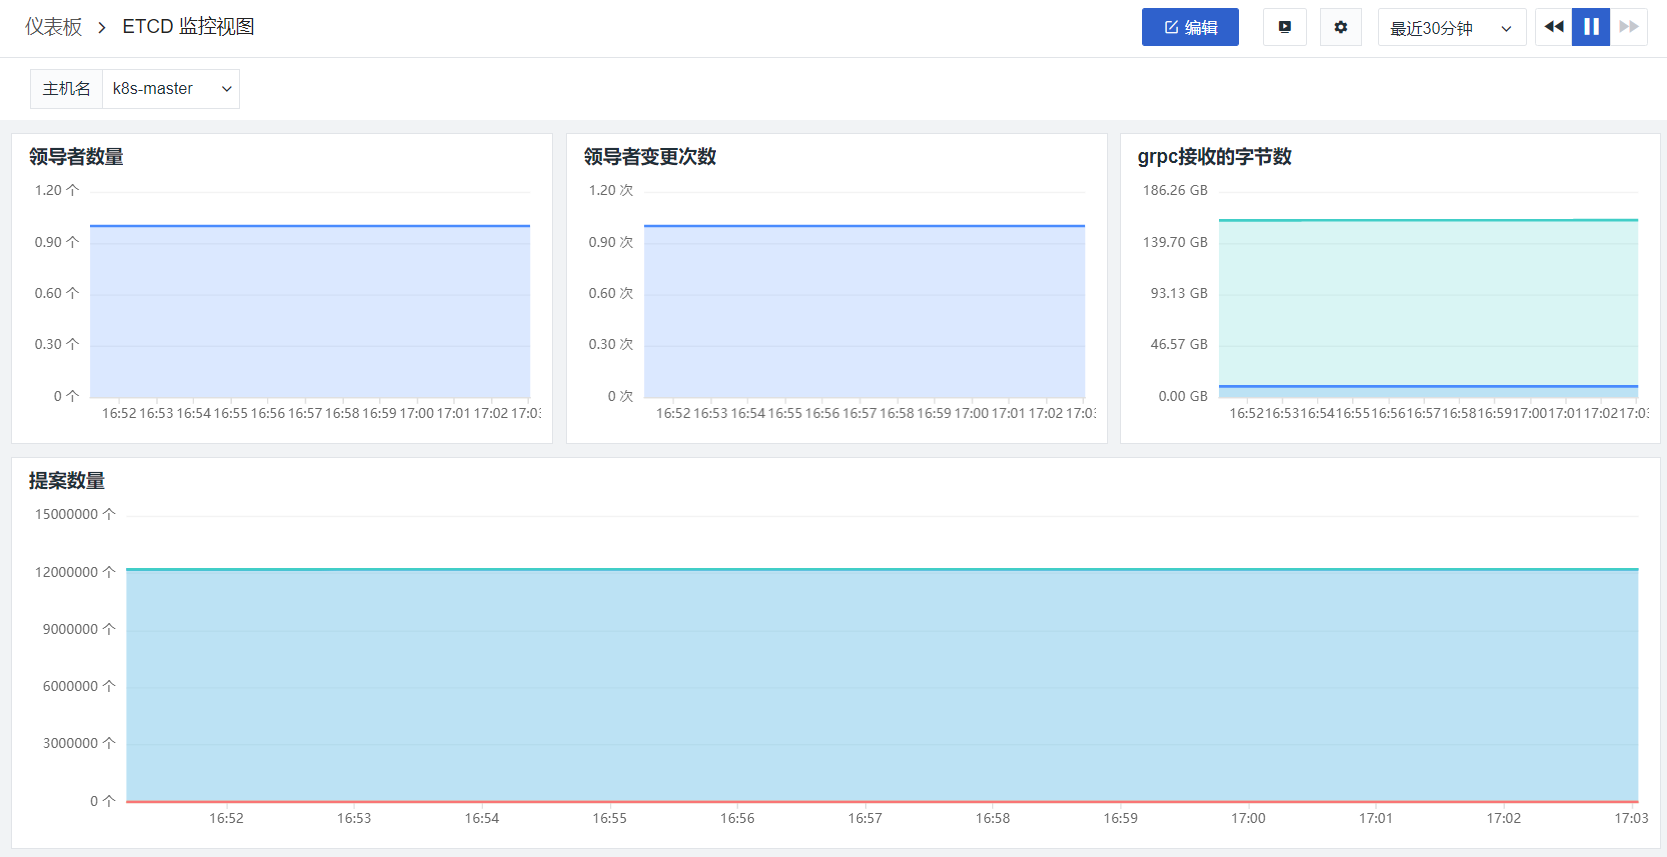 仪表板 > ETCD 监控视图
编辑
最近30分钟
主机名 k8s-master
领导者数量
1.20 个
0.90 个
0.60 个
0.30 个
0 个
16:52 16:53 16:54 16:55 16:56 16:57 16:58 16:59 17:00 17:01 17:02 17:03
领导者变更次数
1.20 次
0.90 次
0.60 次
0.30 次
0 次
16:52 16:53 16:54 16:55 16:56 16:57 16:58 16:59 17:00 17:01 17:02 17:03
grpc接收的字节数
186.26 GB
139.70 GB
93.13 GB
46.57 GB
0.00 GB
16:52 16:53 16:54 16:55 16:56 16:57 16:58 16:59 17:00 17:01 17:02 17:03
提案数量
15000000 个
12000000 个
9000000 个
6000000 个
3000000 个
0 个
16:52 16:53 16:54 16:55 16:56 16:57 16:58 16:59 17:00 17:01 17:02 17:03